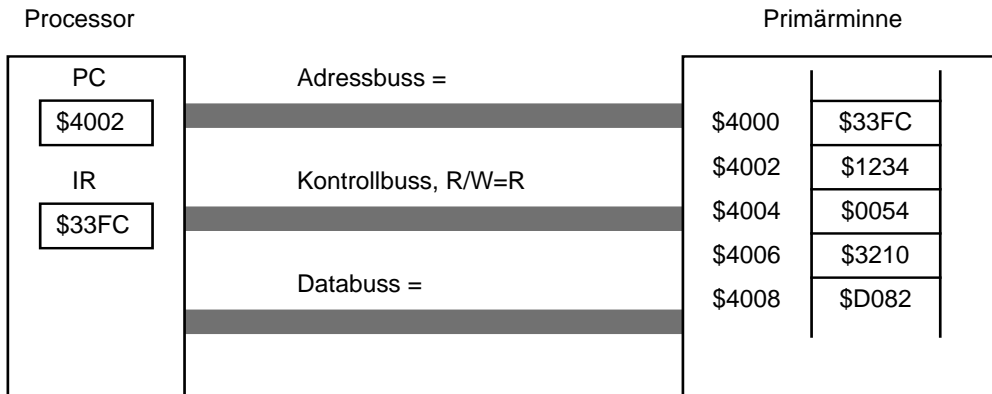 Processor Primärminne
PC Adressbuss =
$4002 $4000 $33FC
IR Kontrollbuss, R/W=R $4002 $1234
$33FC $4004 $0054
$4006 $3210
Databuss = $4008 $D082